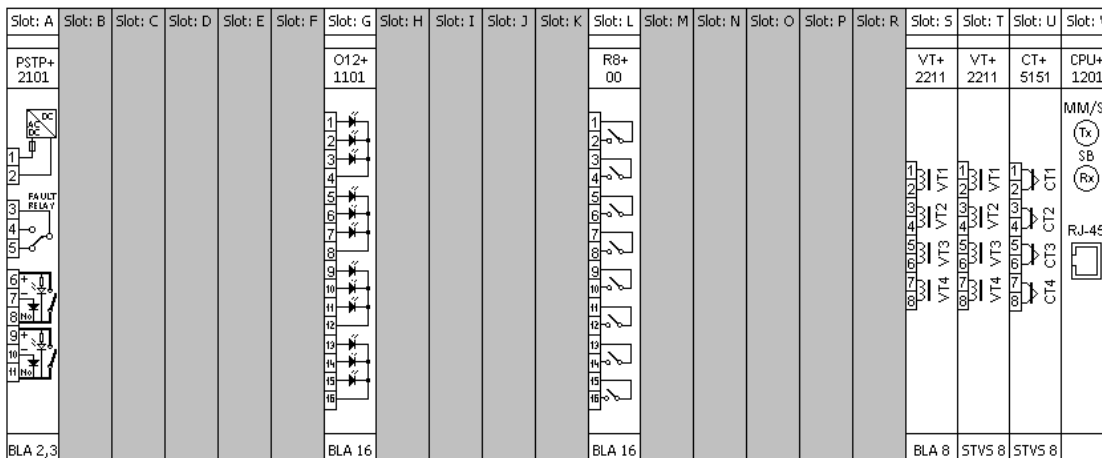 Slot: A Slot: B Slot: C Slot: D Slot: E Slot: F Slot: G Slot: H Slot: I Slot: J Slot: K Slot: L Slot: M Slot: N Slot: O Slot: P Slot: R Slot: S Slot: T Slot: U Slot:
PSTP+
2101
AC
DC
DC
1
2
FAULT
RELAY
3
4
5
6 +
7 -
8 No
9 +
10 -
11 No
BLA 2,3
O12+
1101
1
2
3
4
5
6
7
8
9
10
11
12
13
14
15
16
BLA 16
R8+
00
1
2
3
4
5
6
7
8
9
10
11
12
13
14
15
16
BLA 16
VT+
2211
1
2
VT1
3
4
VT2
5
6
VT3
7
8
VT4
BLA 8
VT+
2211
1
2
VT1
3
4
VT2
5
6
VT3
7
8
VT4
STVS 8
CT+
5151
1
2
CT1
3
4
CT2
5
6
CT3
7
8
CT4
STVS 8
CPU+
1201
MM/S
Tx
SB
Rx
RJ-45